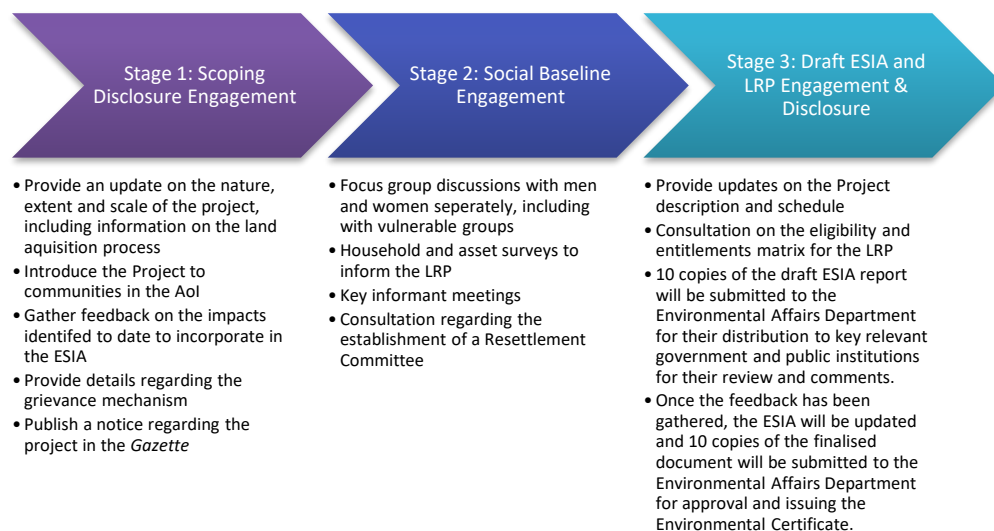 Stage 1: Scoping
Disclosure Engagement
• Provide an update on the nature,
extent and scale of the project,
including information on the land
aquisition process
• Introduce the Project to
communities in the AoI
• Gather feedback on the impacts
identifed to date to incorporate in
the ESIA
• Provide details regarding the
grievance mechanism
• Publish a notice regarding the
project in the Gazette
Stage 2: Social Baseline
Engagement
• Focus group discussions with men
and women seperately, including
with vulnerable groups
• Household and asset surveys to
inform the LRP
• Key informant meetings
• Consultation regarding the
establishment of a Resettlement
Committee
Stage 3: Draft ESIA and
LRP Engagement &
Disclosure
• Provide updates on the Project
description and schedule
• Consultation on the eligibility and
entitlements matrix for the LRP
• 10 copies of the draft ESIA report
will be submitted to the
Environmental Affairs Department
for their distribution to key relevant
government and public institutions
for their review and comments.
• Once the feedback has been
gathered, the ESIA will be updated
and 10 copies of the finalised
document will be submitted to the
Environmental Affairs Department
for approval and issuing the
Environmental Certificate.